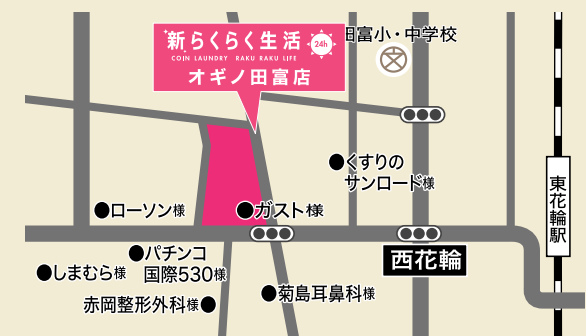 新らくらく生活
24h
COIN LAUNDRY RAKU RAKU LIFE
オギノ田富店
田富小・中学校
文
くすりの
サンロード様
東花輪駅
ローソン様
ガスト様
西花輪
パチンコ
国際530様
しまむら様
菊島耳鼻科様
赤岡整形外科様